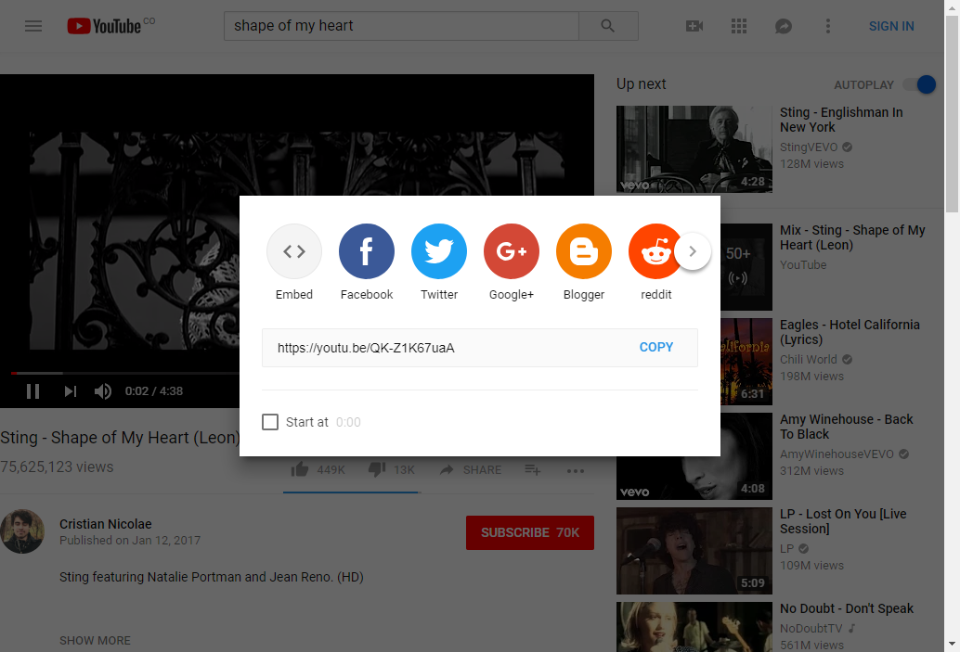 YouTube CO
shape of my heart
SIGN IN
Up next
AUTOPLAY
Sting - Englishman In
New York
StingVEVO
128M views
vevo
4:28
Mix - Sting - Shape of My
Heart (Leon)
YouTube
50+
Eagles - Hotel California
(Lyrics)
Chili World
198M views
california
6:31
Amy Winehouse - Back
To Black
AmyWinehouseVEVO
312M views
vevo
4:08
LP - Lost On You [Live
Session]
LP
109M views
5:09
No Doubt - Don't Speak
NoDoubtTV
561M views
Embed
Facebook
Twitter
G+
Google+
Blogger
reddit
https://youtu.be/QK-Z1K67uaA
COPY
Start at 0:00
0:02 / 4:38
Sting - Shape of My Heart (Leon)
75,625,123 views
449K
13K
SHARE
Cristian Nicolae
Published on Jan 12, 2017
SUBSCRIBE 70K
Sting featuring Natalie Portman and Jean Reno. (HD)
SHOW MORE